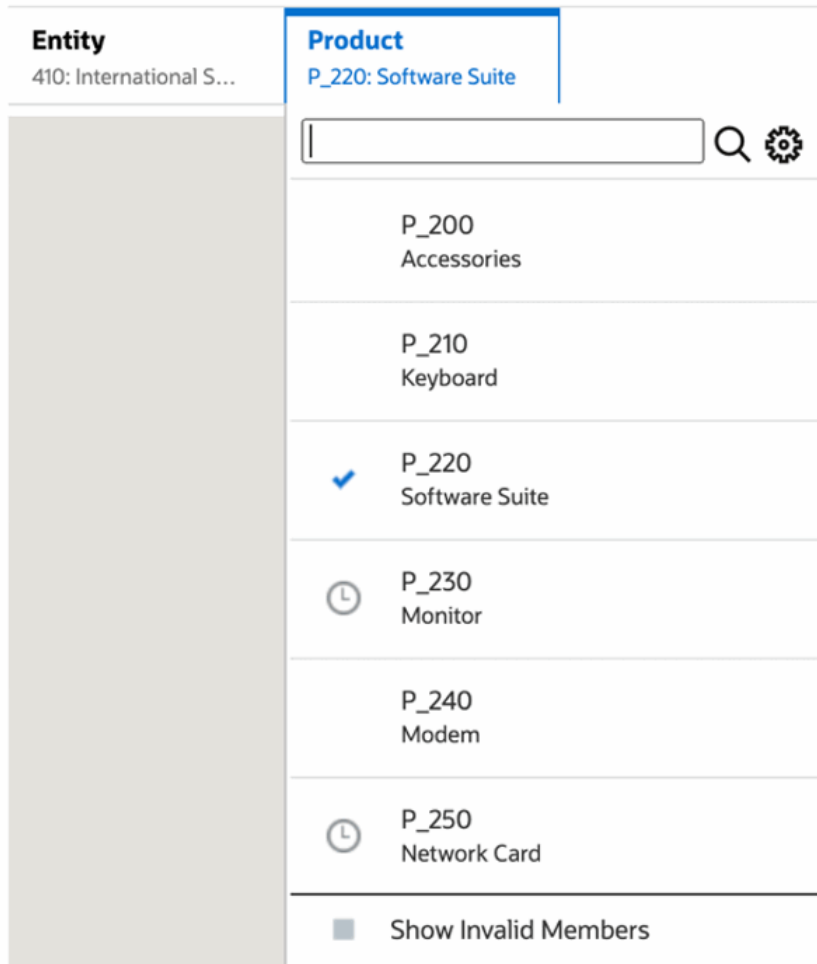 Entity
410: International S...
Product
P_220: Software Suite
P_200
Accessories
P_210
Keyboard
P_220
Software Suite
P_230
Monitor
P_240
Modem
P_250
Network Card
Show Invalid Members